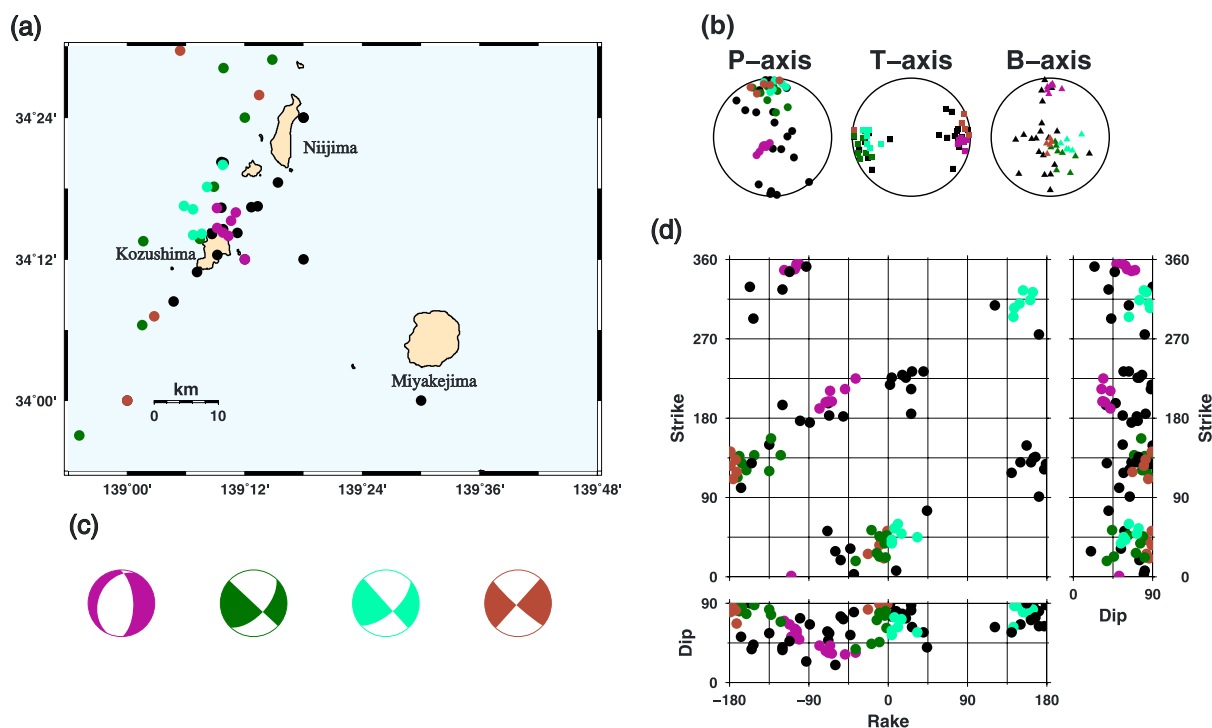 (a)
34°24'
34°12'
34°00'
Niijima
Kozushima
Miyakejima
km
0 10
139°00' 139°12' 139°24' 139°36' 139°48'
(b)
P−axis T−axis B−axis
(c)
(d)
360
270
180
90
0
Strike
360
270
180
90
0
Strike
0 90
Dip
90
0
Dip
−180 −90 0 90 180
Rake